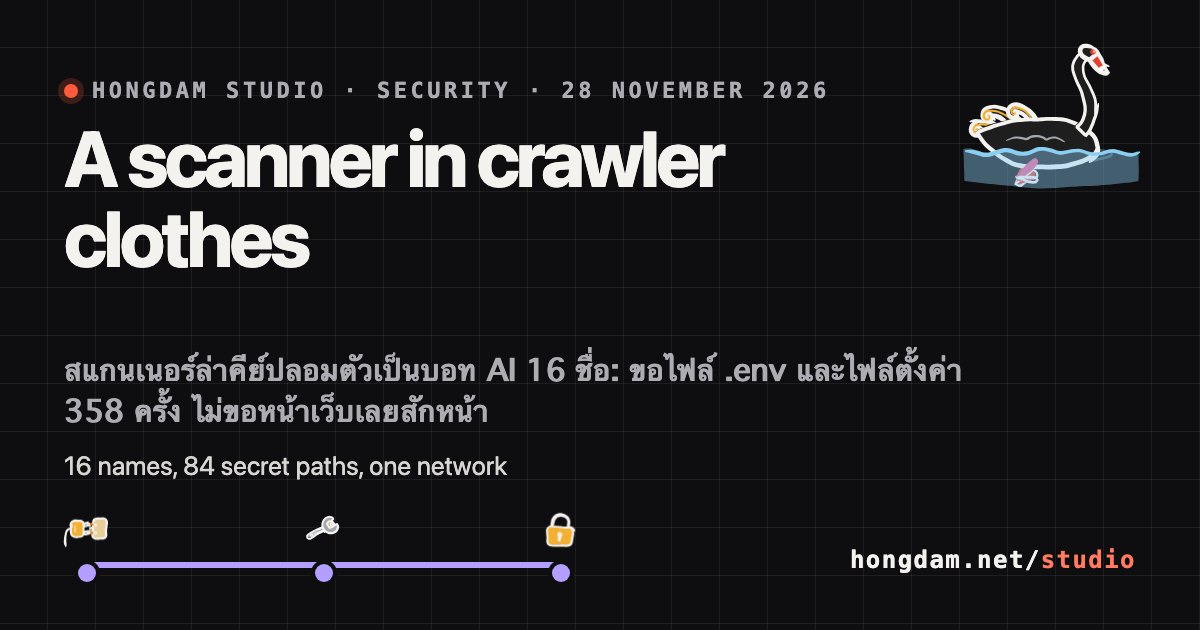 HONGDAM STUDIO · SECURITY · 28 NOVEMBER 2026
A scanner in crawler
clothes
สแกนเนอร์ล่าคีย์ปลอมตัวเป็นบอท AI 16 ชื่อ: ขอไฟล์ .env และไฟล์ตั้งค่า
358 ครั้ง ไม่ขอหน้าเว็บเลยสักหน้า
16 names, 84 secret paths, one network
hongdam.net/studio